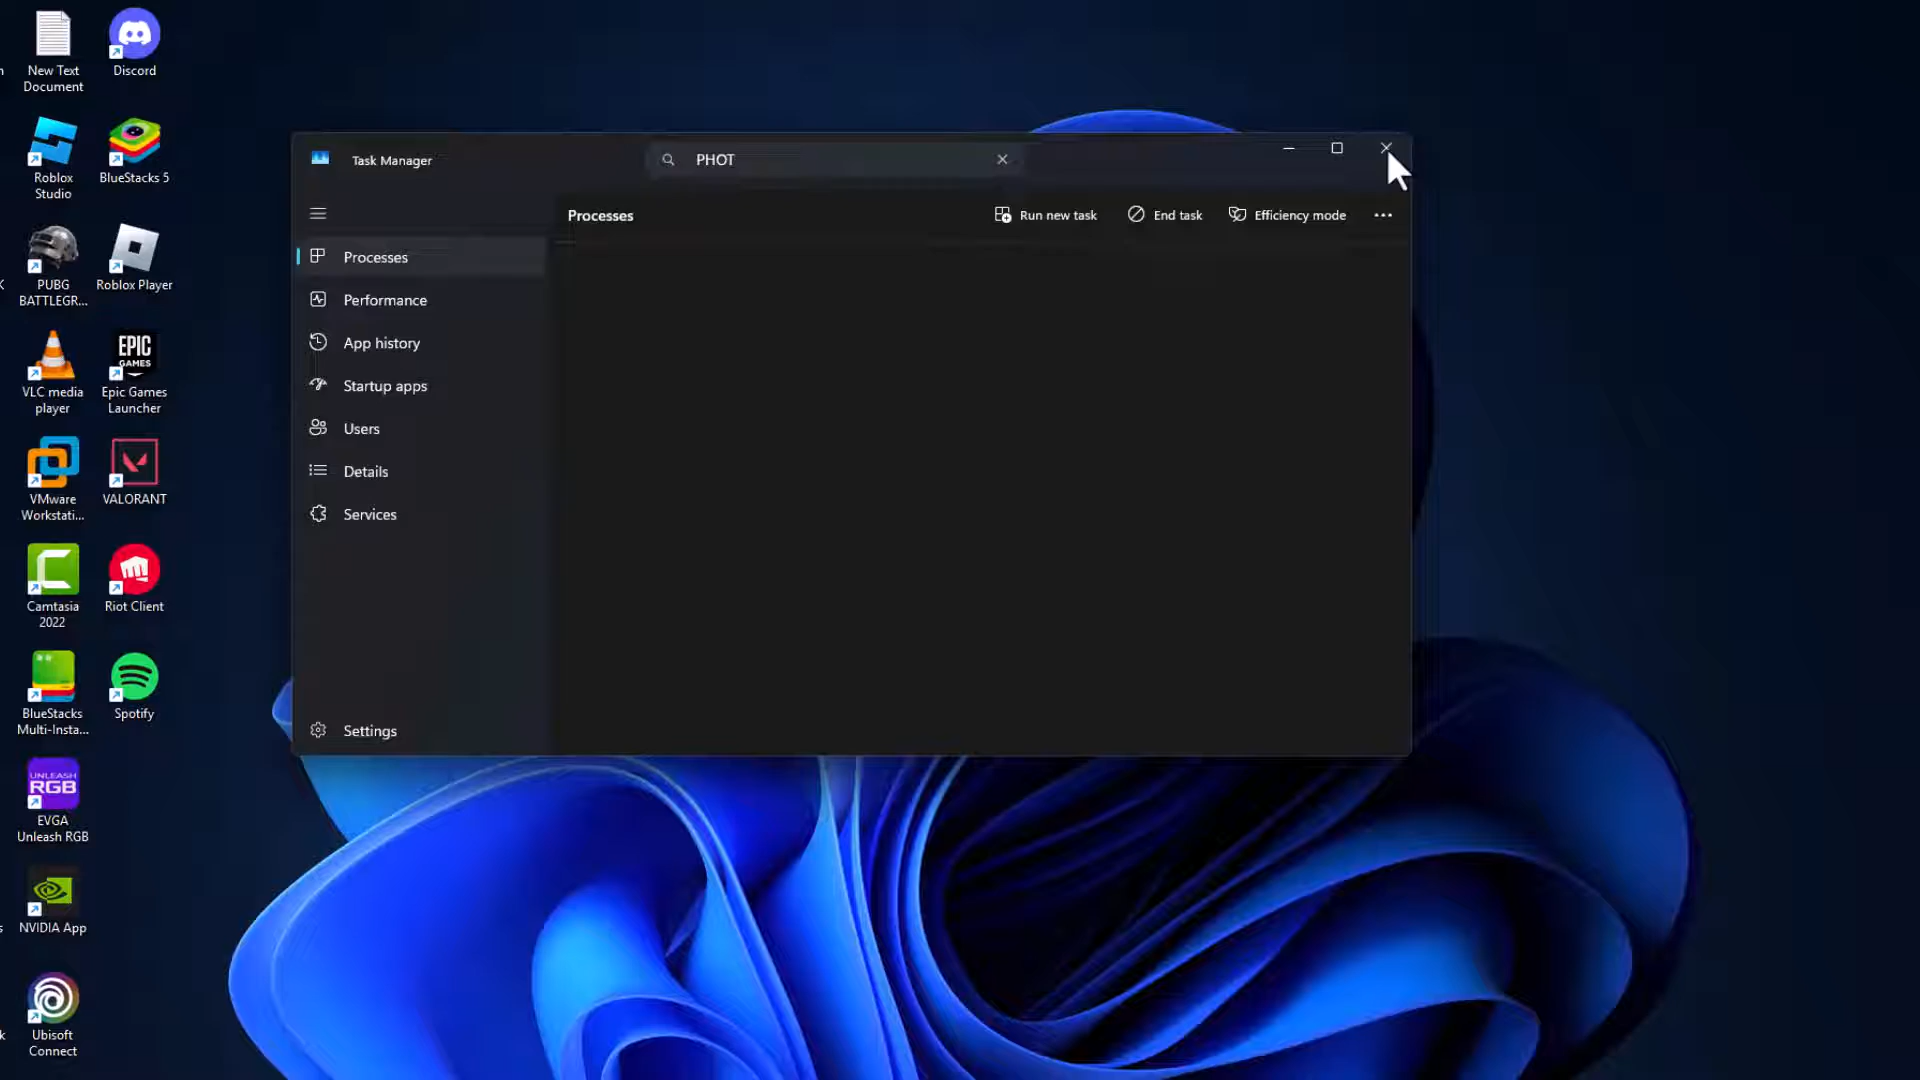 New Text
Document
Discord
Roblox
Studio
BlueStacks 5
PUBG
BATTLEGR...
Roblox Player
VLC media
player
EPIC
GAMES
Epic Games
Launcher
VMware
Workstati...
VALORANT
Camtasia
2022
Riot Client
BlueStacks
Multi-Insta...
Spotify
UNLEASH
RGB
EVGA
Unleash RGB
NVIDIA App
Ubisoft
Connect
Task Manager
PHOT
Processes
Run new task
End task
Efficiency mode
Processes
Performance
App history
Startup apps
Users
Details
Services
Settings